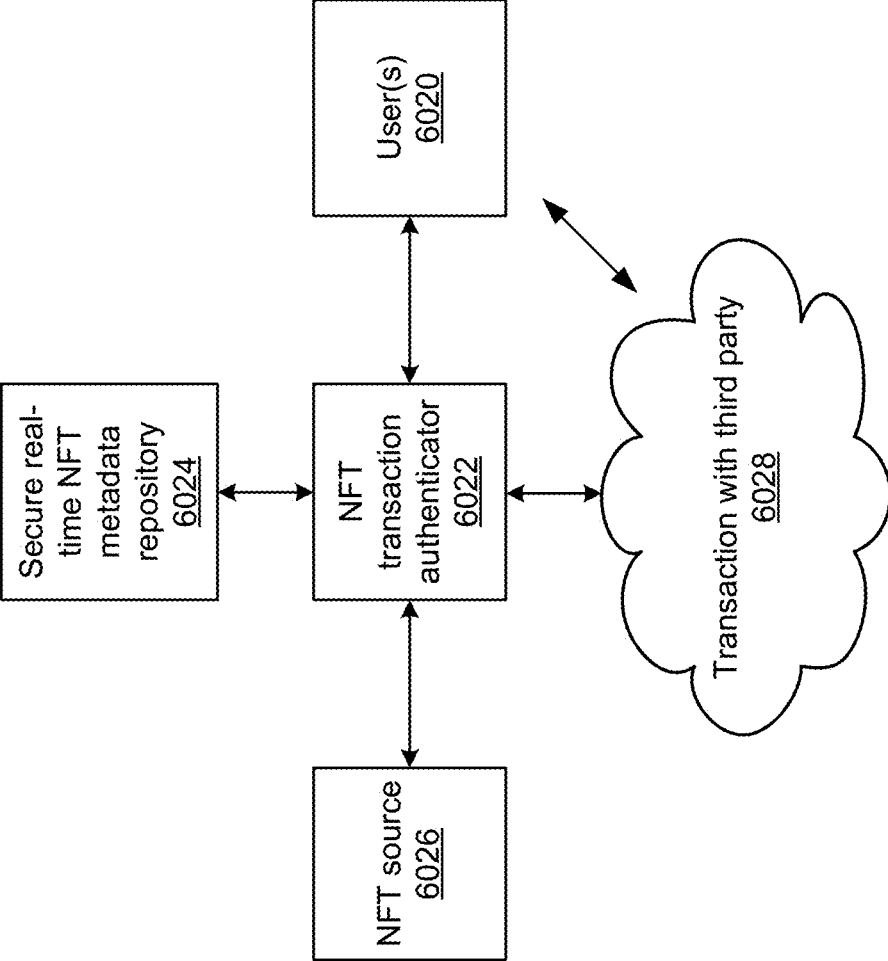 Secure real-
time NFT
metadata
repository
6024
NFT source
6026
NFT
transaction
authenticator
6022
User(s)
6020
Transaction with third party
6028